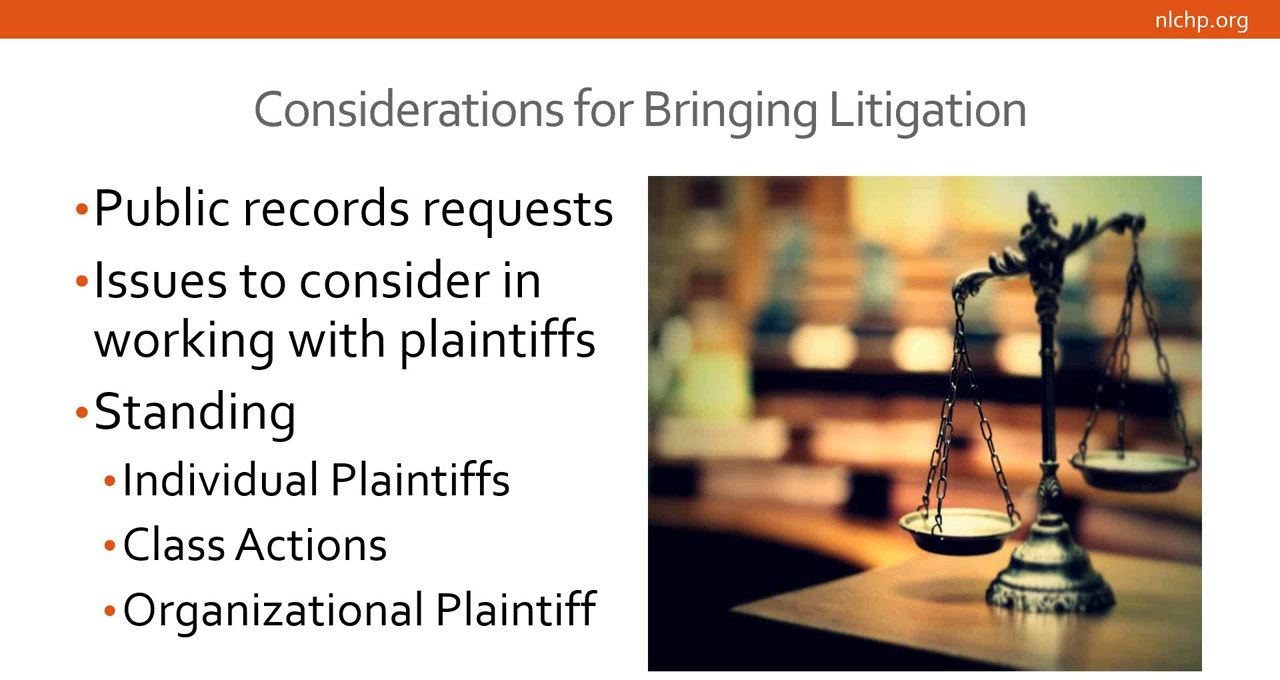 nlchp.org
Considerations for Bringing Litigation
•Public records requests
•Issues to consider in
working with plaintiffs
•Standing
•Individual Plaintiffs
•Class Actions
•Organizational Plaintiff